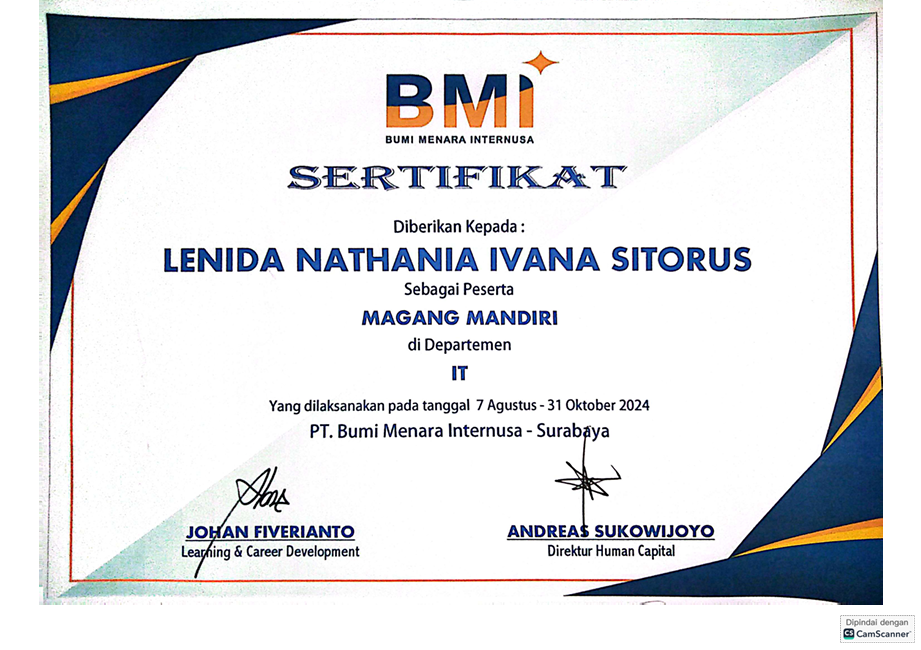 BMI
BUMI MENARA INTERNUSA
SERTIFIKAT
Diberikan Kepada :
LENIDA NATHANIA IVANA SITORUS
Sebagai Peserta
MAGANG MANDIRI
di Departemen
IT
Yang dilaksanakan pada tanggal 7 Agustus - 31 Oktober 2024
PT. Bumi Menara Internusa - Surabaya
JOHAN FIVERIANTO
Learning & Career Development
ANDREAS SUKOWIJOYO
Direktur Human Capital
Dipindai dengan
CS CamScanner